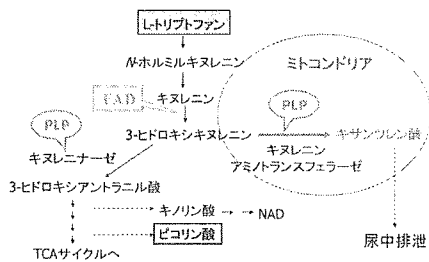 L-トリプトファン
N-ホルミルキヌレニン
ミトコンドリア
FAD
キヌレニン
PLP
PLP
3-ヒドロキシキヌレニン
キサンツレン酸
キヌレニナーゼ
キヌレニン
アミノトランスフェラーゼ
3-ヒドロキシアントラニル酸
キノリン酸
NAD
ピコリン酸
尿中排泄
TCAサイクルへ